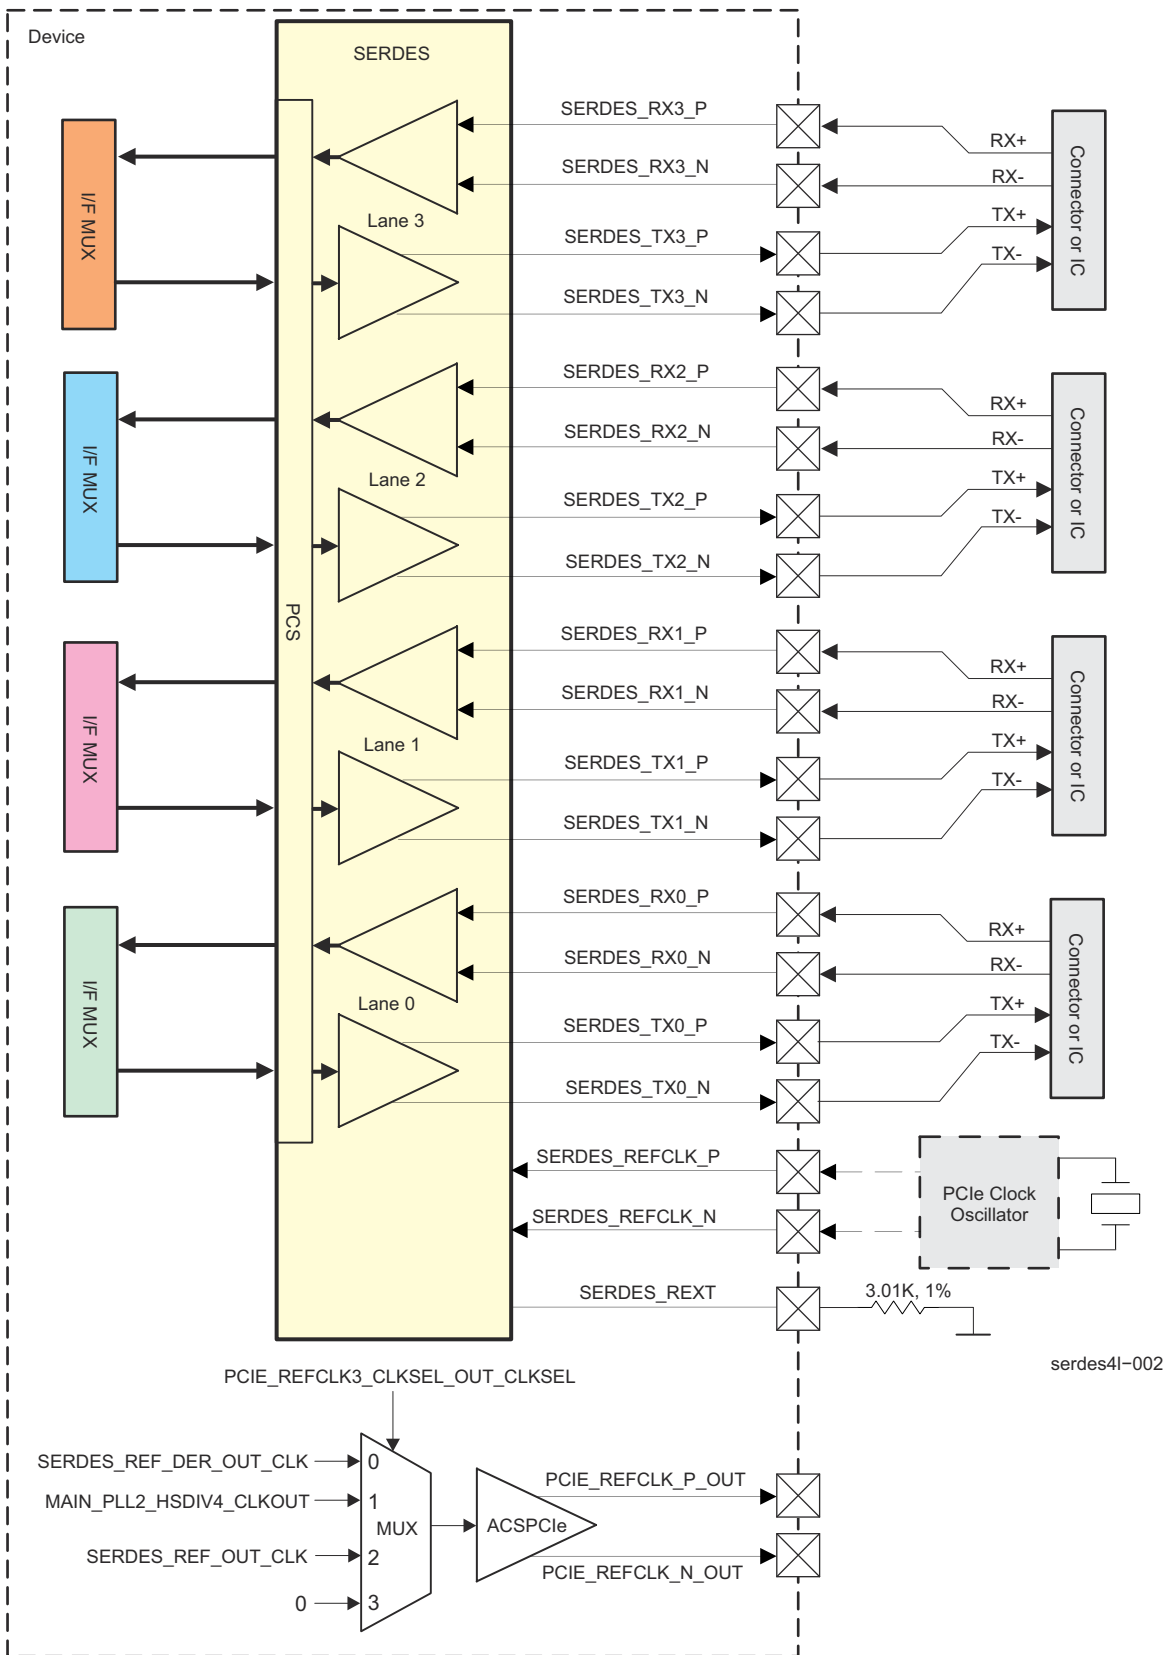 Device
SERDES
SERDES_RX3_P
RX+
SERDES_RX3_N
RX-
Lane 3
SERDES_TX3_P
TX+
TX-
SERDES_TX3_N
I/F MUX
Connector or IC
SERDES_RX2_P
RX+
SERDES_RX2_N
RX-
Lane 2
SERDES_TX2_P
TX+
TX-
SERDES_TX2_N
I/F MUX
Connector or IC
PCS
SERDES_RX1_P
RX+
SERDES_RX1_N
RX-
Lane 1
SERDES_TX1_P
TX+
TX-
SERDES_TX1_N
I/F MUX
Connector or IC
SERDES_RX0_P
RX+
SERDES_RX0_N
RX-
Lane 0
SERDES_TX0_P
TX+
TX-
SERDES_TX0_N
I/F MUX
Connector or IC
SERDES_REFCLK_P
SERDES_REFCLK_N
PCIe Clock
Oscillator
SERDES_REXT
3.01K, 1%
serdes4l−002
PCIE_REFCLK3_CLKSEL_OUT_CLKSEL
SERDES_REF_DER_OUT_CLK
0
MAIN_PLL2_HSDIV4_CLKOUT
1
MUX
SERDES_REF_OUT_CLK
2
0
3
ACSPCIe
PCIE_REFCLK_P_OUT
PCIE_REFCLK_N_OUT